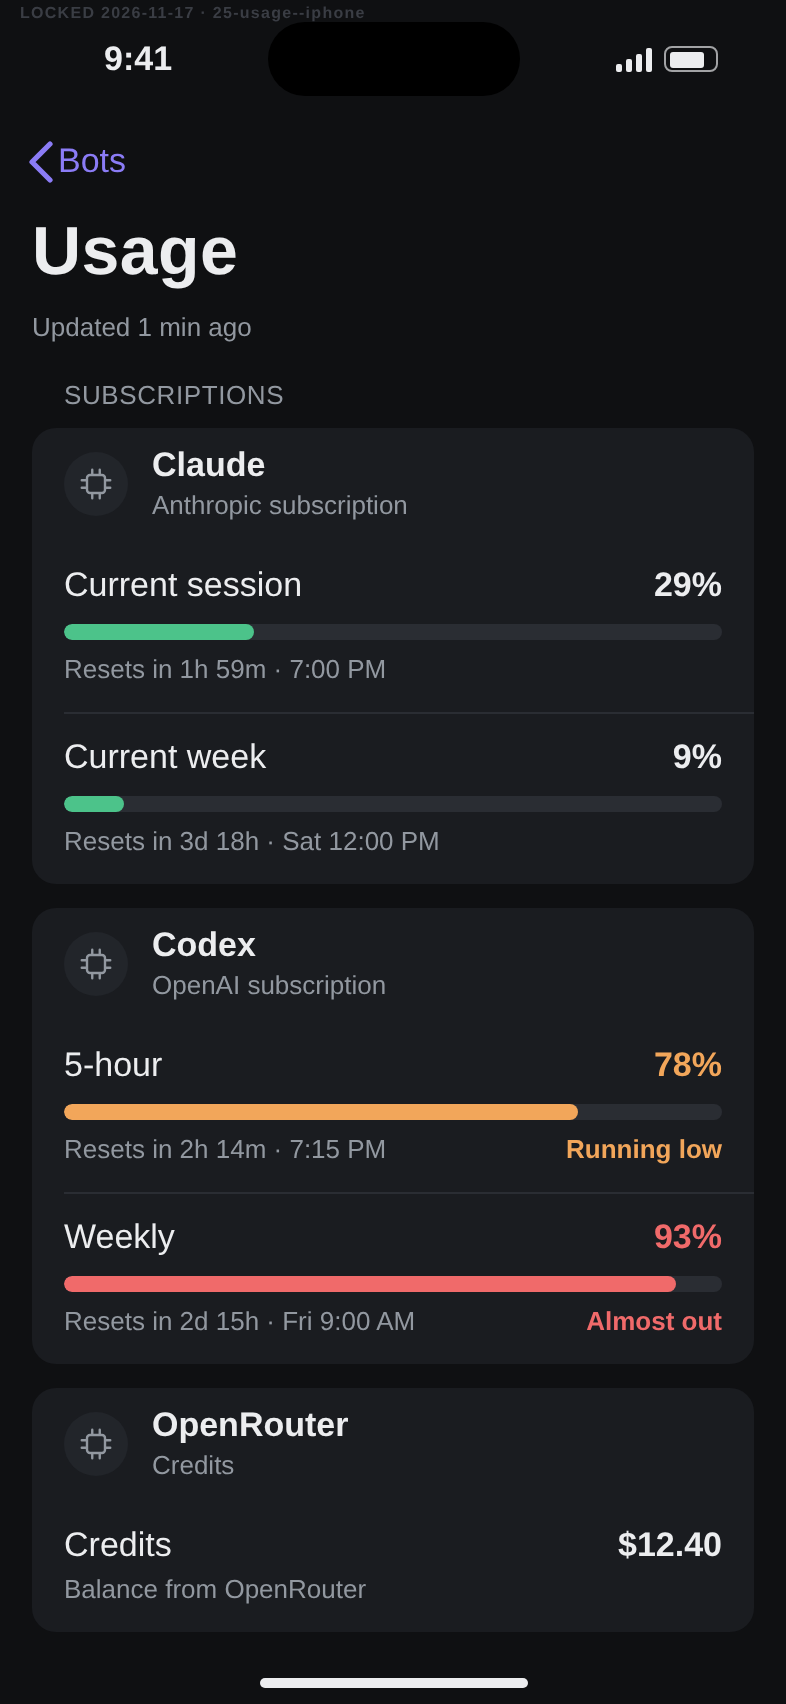 LOCKED 2026-11-17 · 25-usage--iphone
9:41
Bots
Usage
Updated 1 min ago
SUBSCRIPTIONS
Claude
Anthropic subscription
Current session 29%
Resets in 1h 59m · 7:00 PM
Current week 9%
Resets in 3d 18h · Sat 12:00 PM
Codex
OpenAI subscription
5-hour 78%
Resets in 2h 14m · 7:15 PM Running low
Weekly 93%
Resets in 2d 15h · Fri 9:00 AM Almost out
OpenRouter
Credits
Credits $12.40
Balance from OpenRouter